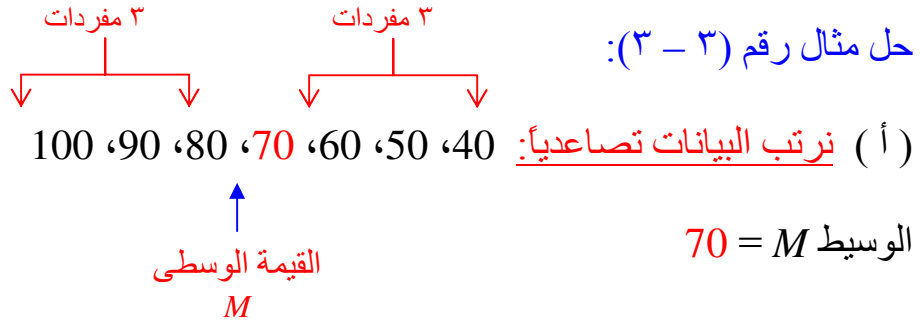 ٣ مفردات ٣ مفردات
حل مثال رقم (٣ – ٣):
( أ ) نرتب البيانات تصاعدياً: 40، 50، 60، 70، 80، 90، 100
القيمة الوسطى
M
الوسيط M = 70